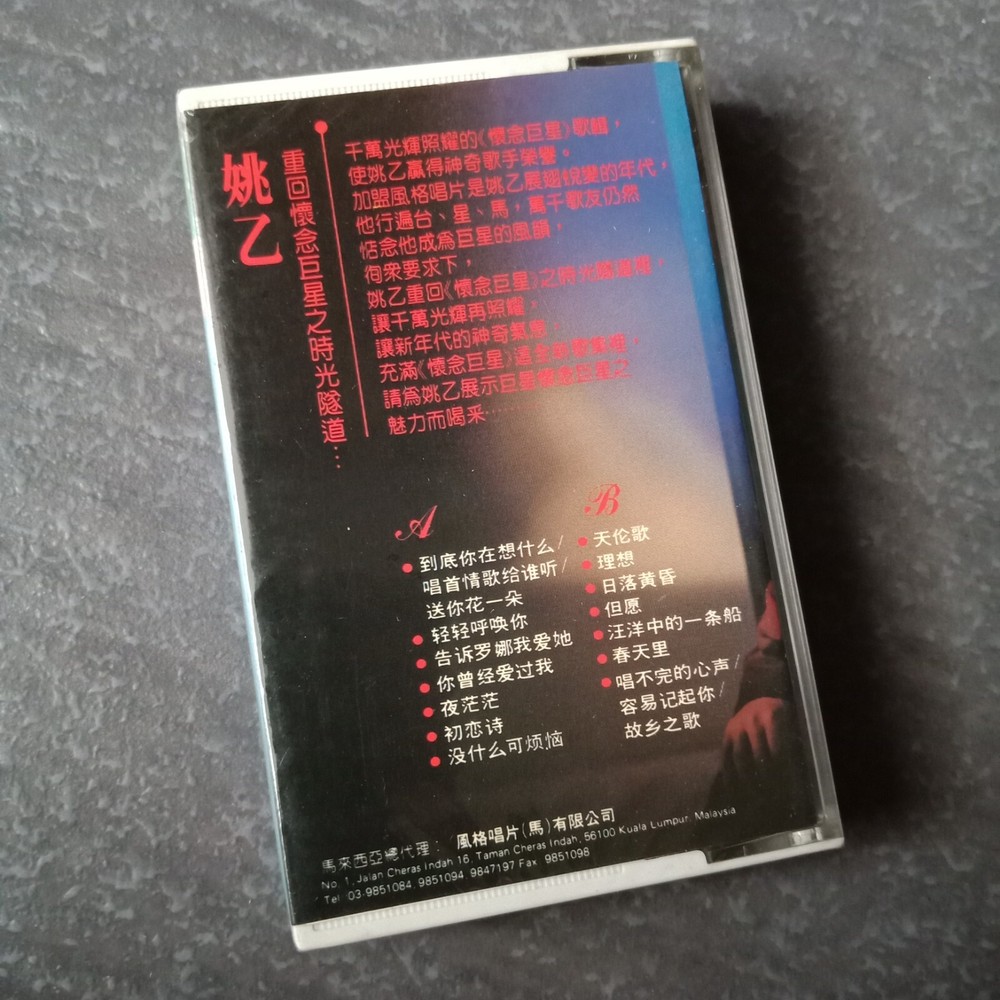 姚乙
重回懷念巨星之時光隧道…
千萬光輝照耀的《懷念巨星》歌輯，
使姚乙贏得神奇歌手榮譽。
加盟風格唱片是姚乙展翅蛻變的年代，
他行遍台、星、馬，萬千歌友仍然
惦念他成為巨星的風韻，
徇衆要求下，
姚乙重回《懷念巨星》之時光隧道裡，
讓千萬光輝再照耀。
讓新年代的神奇氣息。
充滿《懷念巨星》這全新
請為姚乙展示巨星懷念巨星之
魅力而喝釆………
A
到底你在想什么/
唱首情歌给谁听/
送你花一朵
轻轻呼唤你
告诉罗娜我爱她
你曾经爱过我
夜茫茫
初恋诗
没什么可烦恼
B
天伦歌
理想
日落黄昏
但愿
汪洋中的一条船
春天里
唱不完的心声/
容易记起你/
故乡之歌
馬來西亞總代理： 風格唱片(馬)有限公司
No. 1, Jalan Cheras Indah 16, Taman Cheras Indah, 56100 Kuala Lumpur, Malaysia
Tel :03-9851084, 9851094, 9847197 Fax: 9851098